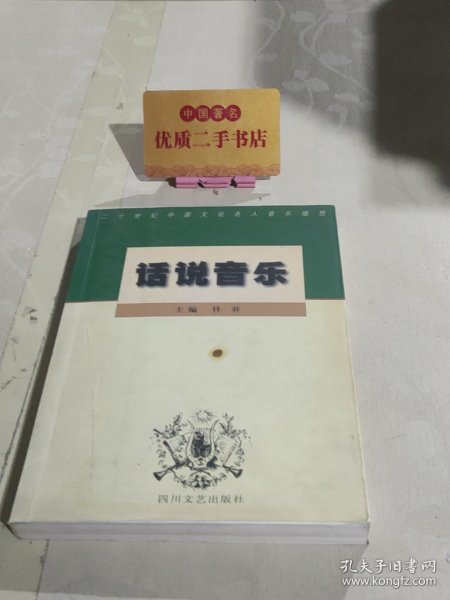 中国著名
优质二手书店
二十世纪中国文化名人音乐随想
话说音乐
主编
四川文艺出版社
孔夫子旧书网
www.kongfz.com